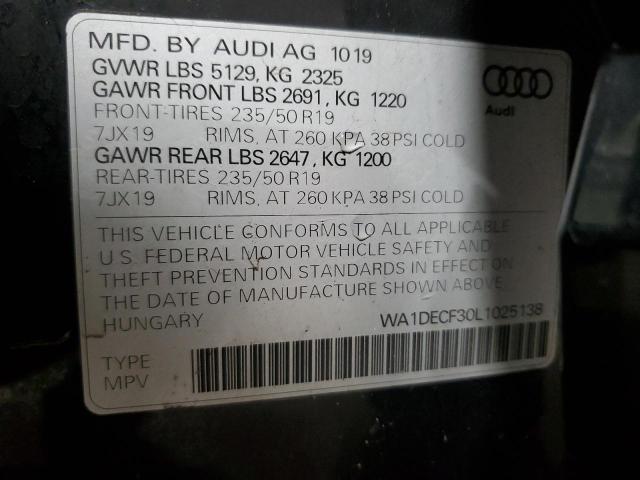 MFD. BY AUDI AG 10 19
GVWR LBS 5129, KG 2325
GAWR FRONT LBS 2691, KG 1220
FRONT-TIRES 235/50 R19
7JX19 RIMS, AT 260 KPA 38 PSI COLD
GAWR REAR LBS 2647, KG 1200
REAR-TIRES 235/50 R19
7JX19 RIMS, AT 260 KPA 38 PSI COLD
Audi
THIS VEHICLE CONFORMS TO ALL APPLICABLE
U.S. FEDERAL MOTOR VEHICLE SAFETY AND
THEFT PREVENTION STANDARDS IN EFFECT ON
THE DATE OF MANUFACTURE SHOWN ABOVE.
HUNGARY WA1DECF30L1025138
TYPE
MPV